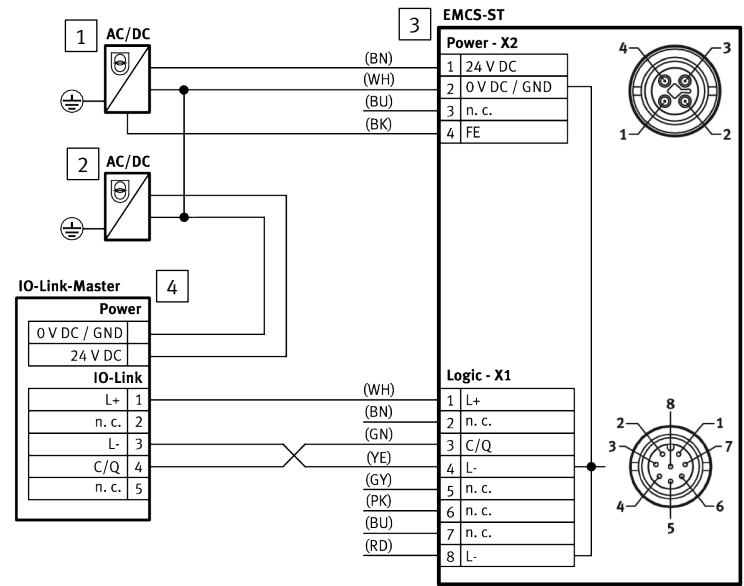 EMCS-ST
3
1
AC/DC
Power - X2
(BN)
1 24 V DC
(WH)
2 0 V DC / GND
(BU)
3 n. c.
(BK)
4 FE
4
3
1
2
2
AC/DC
4
IO-Link-Master
Power
0 V DC / GND
24 V DC
IO-Link
L+ 1
n. c. 2
L- 3
C/Q 4
n. c. 5
Logic - X1
(WH)
1 L+
(BN)
2 n. c.
(GN)
3 C/Q
(YE)
4 L-
(GY)
5 n. c.
(PK)
6 n. c.
(BU)
7 n. c.
(RD)
8 L-
8
2
1
3
7
4
6
5